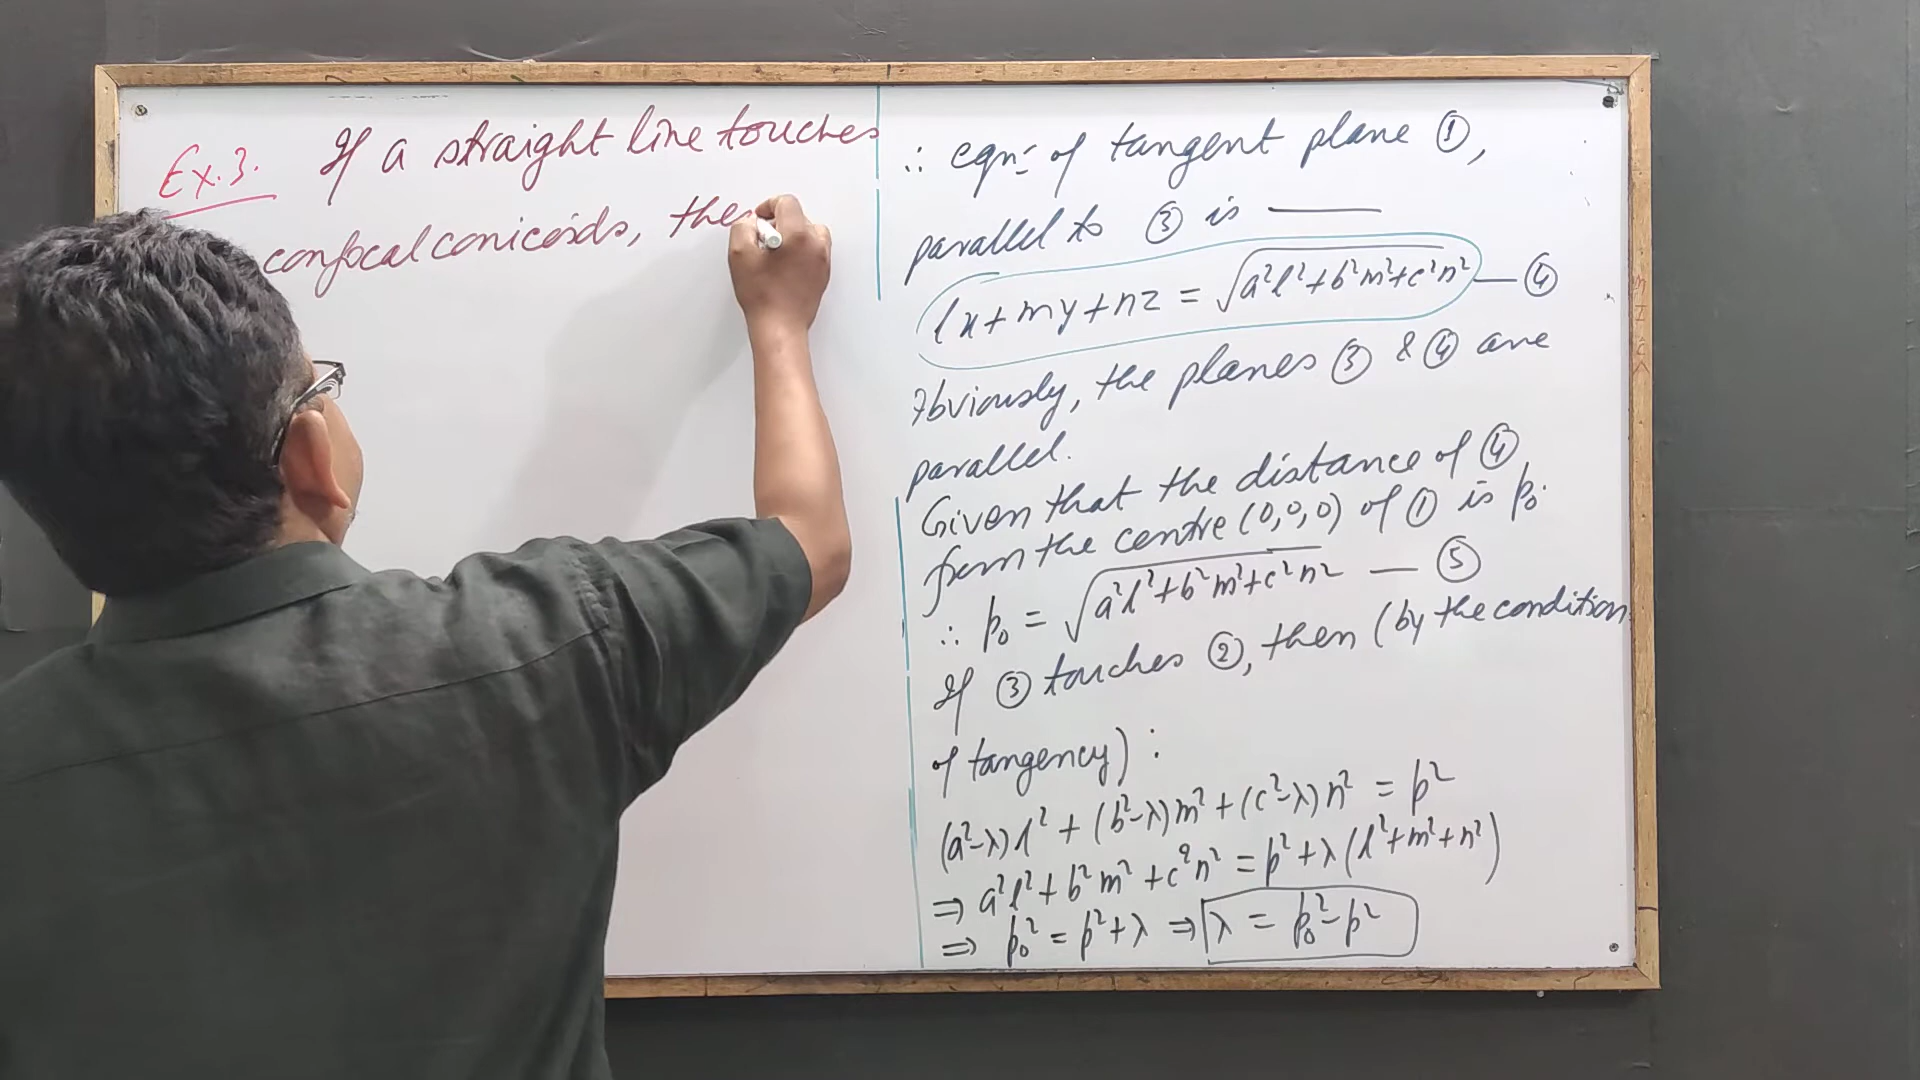 Ex.3. If a straight line touches
confocal conicoids, the
∴ eqn. of tangent plane ①,
parallel to ③ is ———
lx+my+nz = √a²l²+b²m²+c²n² — ④
Obviously, the planes ③ & ④ are
parallel.
Given that the distance of ④
from the centre (0,0,0) of ① is p₀.
∴ p₀ = √a²l²+b²m²+c²n² — ⑤
If ③ touches ②, then (by the condition
of tangency) :
(a²-λ)l² + (b²-λ)m² + (c²-λ)n² = p²
⇒ a²l²+b²m²+c²n² = p²+λ(l²+m²+n²)
⇒ p₀² = p²+λ ⇒ λ = p₀²-p²